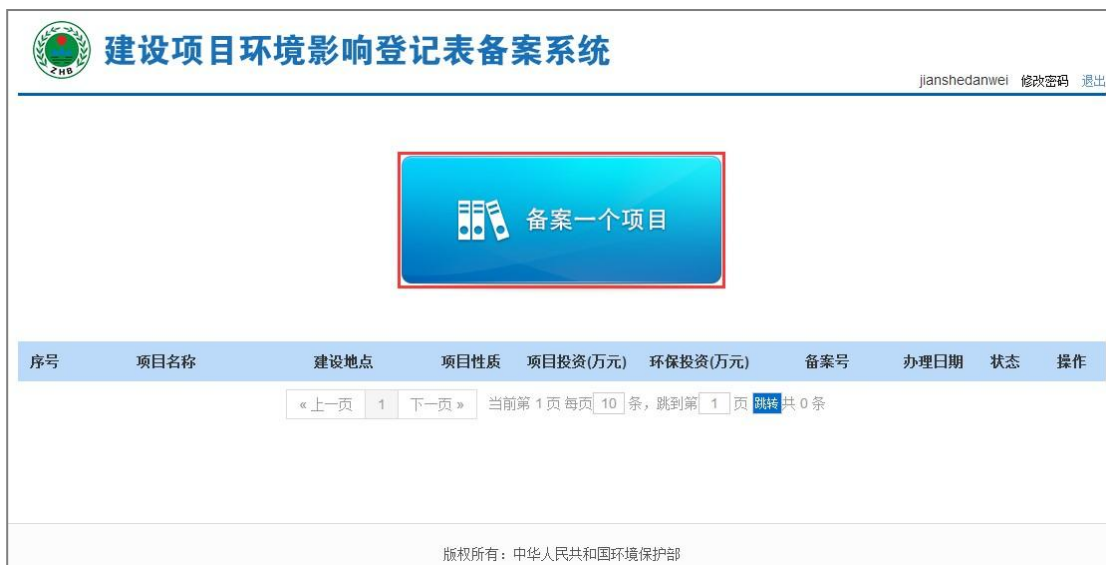 ZHB
建设项目环境影响登记表备案系统
jianshedanwei 修改密码 退出
备案一个项目
序号 项目名称 建设地点 项目性质 项目投资(万元) 环保投资(万元) 备案号 办理日期 状态 操作
«上一页 1 下一页» 当前第 1 页 每页 10 条，跳到第 1 页 跳转 共 0 条
版权所有：中华人民共和国环境保护部